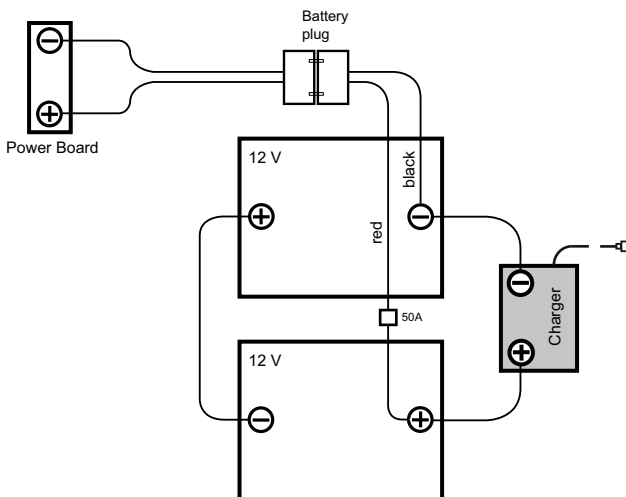 Battery
plug
Power Board
12 V
black
red
50A
Charger
12 V